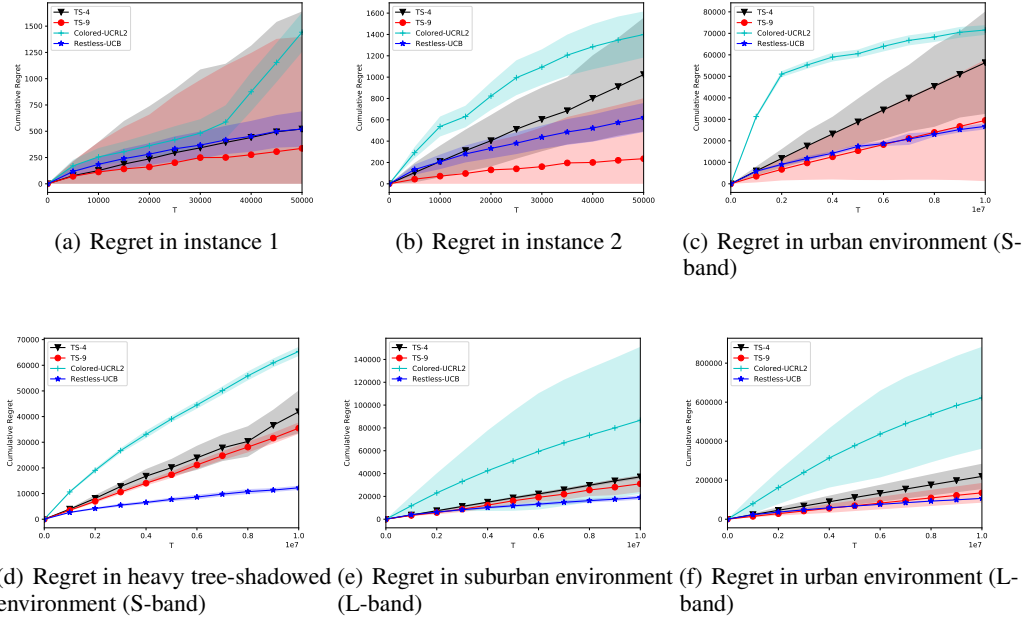 TS-4
TS-9
Colored-UCRL2
Restless-UCB
Cumulative Regret
1500
1250
1000
750
500
250
0
0 10000 20000 30000 40000 50000
T
(a) Regret in instance 1
TS-4
TS-9
Colored-UCRL2
Restless-UCB
Cumulative Regret
1600
1400
1200
1000
800
600
400
200
0
0 10000 20000 30000 40000 50000
T
(b) Regret in instance 2
TS-4
TS-9
Colored-UCRL2
Restless-UCB
Cumulative Regret
80000
70000
60000
50000
40000
30000
20000
10000
0
0.0 0.2 0.4 0.6 0.8 1.0
T
1e7
(c) Regret in urban environment (S-
band)
TS-4
TS-9
Colored-UCRL2
Restless-UCB
Cumulative Regret
70000
60000
50000
40000
30000
20000
10000
0
0.0 0.2 0.4 0.6 0.8 1.0
T
1e7
(d) Regret in heavy tree-shadowed
environment (S-band)
TS-4
TS-9
Colored-UCRL2
Restless-UCB
Cumulative Regret
140000
120000
100000
80000
60000
40000
20000
0
0.0 0.2 0.4 0.6 0.8 1.0
T
1e7
(e) Regret in suburban environment
(L-band)
TS-4
TS-9
Colored-UCRL2
Restless-UCB
Cumulative Regret
800000
600000
400000
200000
0
0.0 0.2 0.4 0.6 0.8 1.0
T
1e7
(f) Regret in urban environment (L-
band)